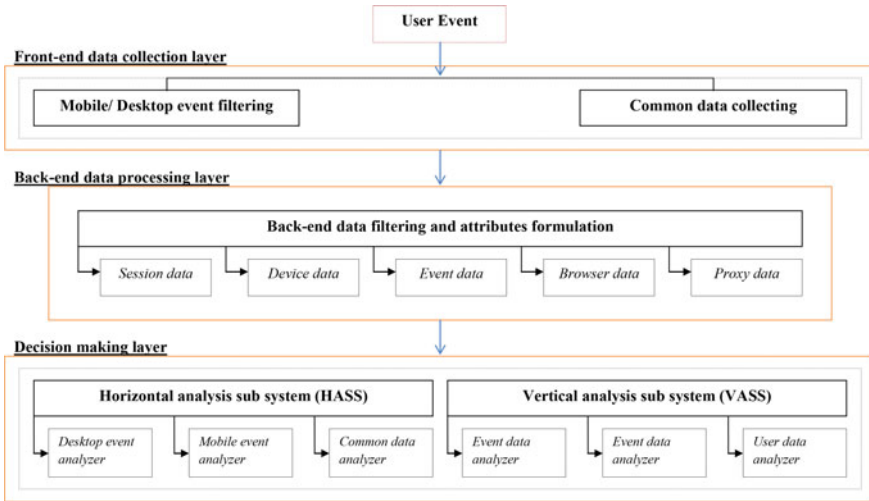 User Event
Front-end data collection layer
Mobile/ Desktop event filtering
Common data collecting
Back-end data processing layer
Back-end data filtering and attributes formulation
Session data
Device data
Event data
Browser data
Proxy data
Decision making layer
Horizontal analysis sub system (HASS)
Vertical analysis sub system (VASS)
Desktop event
analyzer
Mobile event
analyzer
Common data
analyzer
Event data
analyzer
Event data
analyzer
User data
analyzer